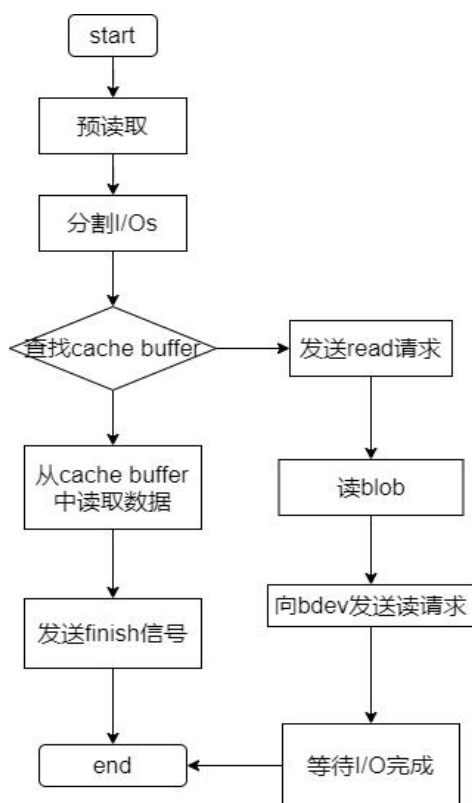 start
预读取
分割I/Os
查找cache buffer
发送read请求
从cache buffer
中读取数据
读blob
发送finish信号
向bdev发送读请求
end
等待I/O完成